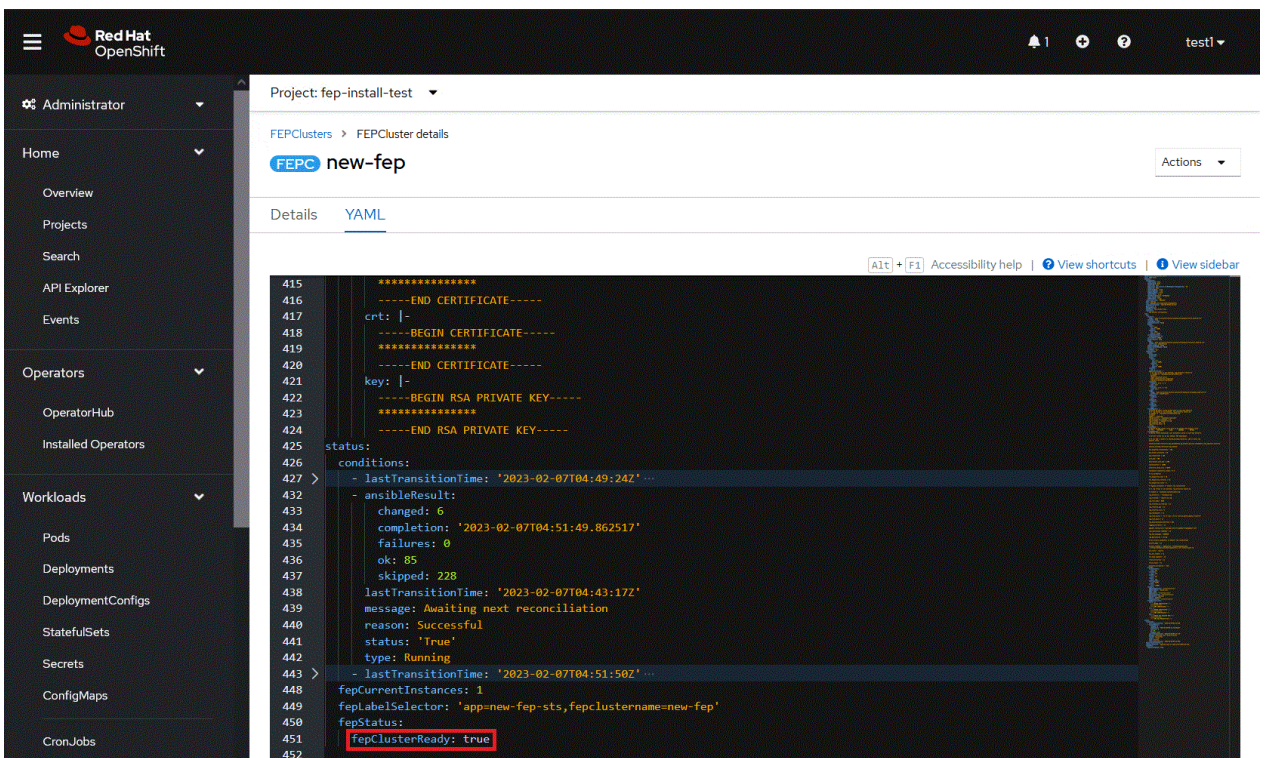 Red Hat
OpenShift
1
test1
Administrator
Home
Overview
Projects
Search
API Explorer
Events
Operators
OperatorHub
Installed Operators
Workloads
Pods
Deployments
DeploymentConfigs
StatefulSets
Secrets
ConfigMaps
CronJobs
Project: fep-install-test
FEPClusters > FEPCluster details
FEPC new-fep
Actions
Details YAML
Alt + F1 Accessibility help | View shortcuts | View sidebar
415 ***************
416 -----END CERTIFICATE-----
417 crt: |-
418 -----BEGIN CERTIFICATE-----
419 ***************
420 -----END CERTIFICATE-----
421 key: |-
422 -----BEGIN RSA PRIVATE KEY-----
423 ***************
424 -----END RSA PRIVATE KEY-----
425 status:
426 conditions:
427 - lastTransitionTime: '2023-02-07T04:49:24Z' ···
432 - ansibleResult:
433 changed: 6
434 completion: '2023-02-07T04:51:49.862517'
435 failures: 0
436 ok: 85
437 skipped: 228
438 lastTransitionTime: '2023-02-07T04:43:17Z'
439 message: Awaiting next reconciliation
440 reason: Successful
441 status: 'True'
442 type: Running
443 - lastTransitionTime: '2023-02-07T04:51:50Z' ···
448 fepCurrentInstances: 1
449 fepLabelSelector: 'app=new-fep-sts,fepclustername=new-fep'
450 fepStatus:
451 fepClusterReady: true
452